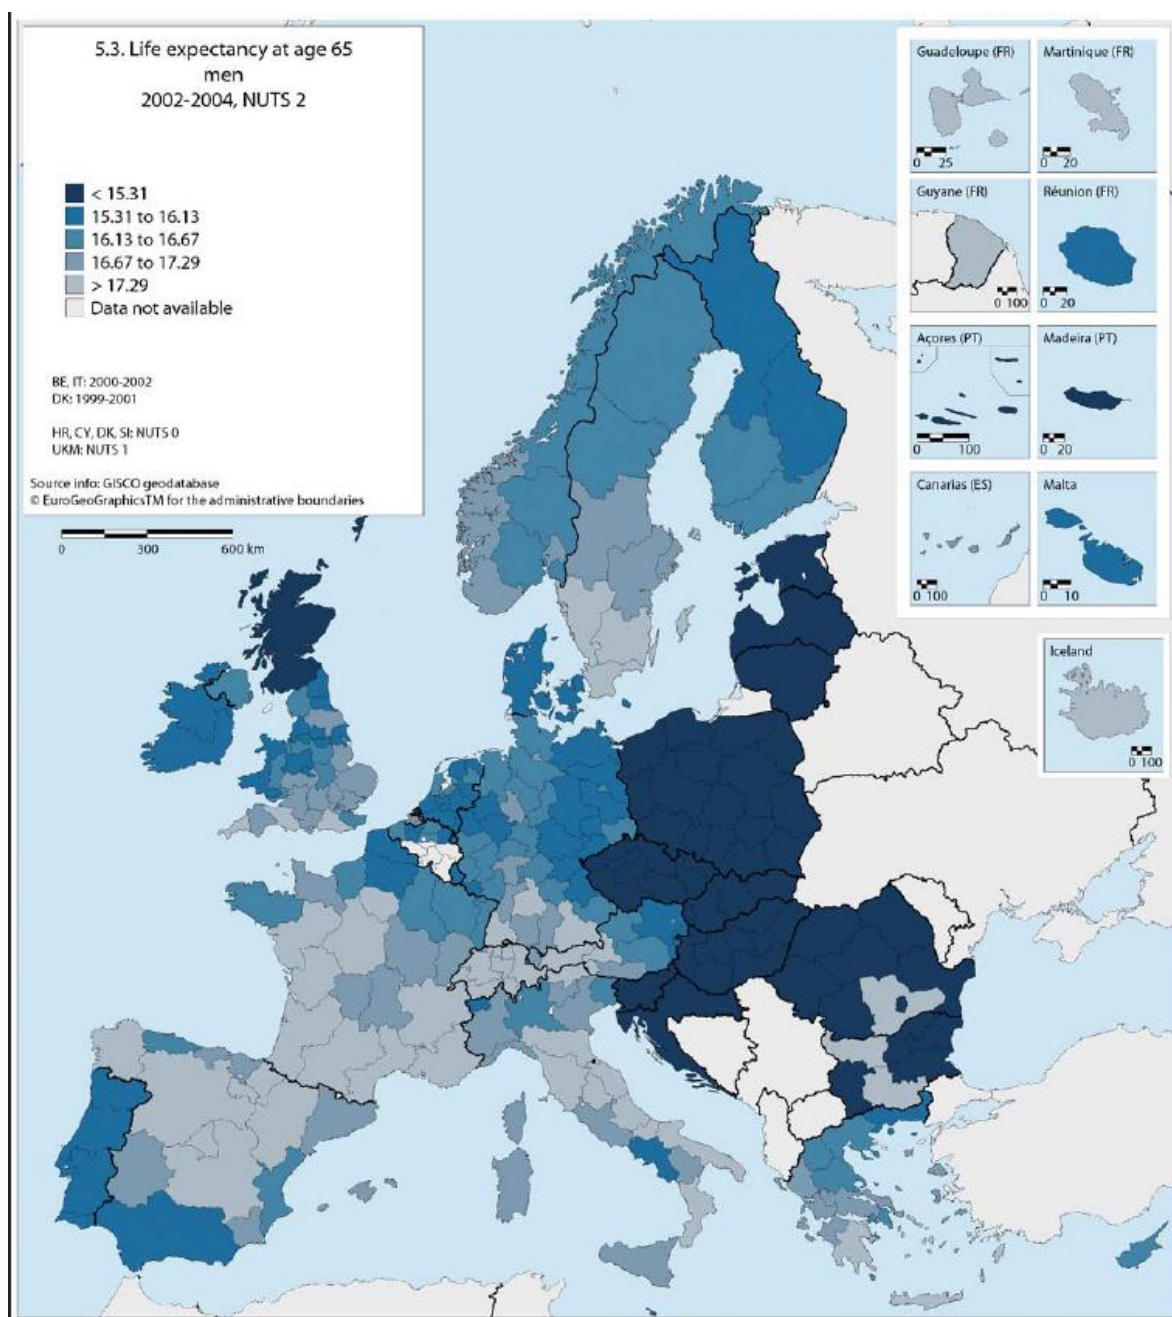 5.3. Life expectancy at age 65
men
2002-2004, NUTS 2
< 15.31
15.31 to 16.13
16.13 to 16.67
16.67 to 17.29
> 17.29
Data not available
BE, IT: 2000-2002
DK: 1999-2001
HR, CY, DK, SI: NUTS 0
UKM: NUTS 1
Source info: GISCO geodatabase
© EuroGeoGraphicsTM for the administrative boundaries
0 300 600 km
Guadeloupe (FR)
0 25
Martinique (FR)
0 20
Guyane (FR)
0 100
Réunion (FR)
0 20
Açores (PT)
0 100
Madeira (PT)
0 20
Canarias (ES)
0 100
Malta
0 10
Iceland
0 100